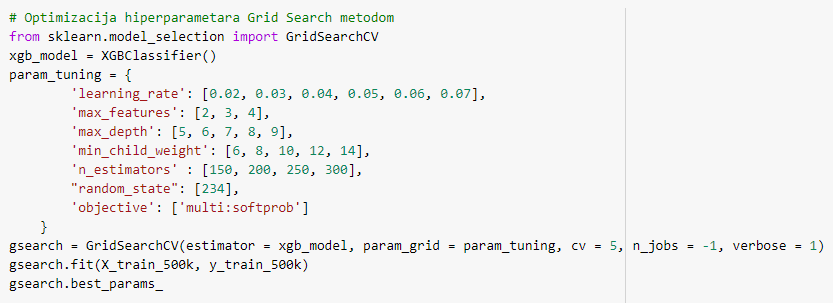 # Optimizacija hiperparametara Grid Search metodom
from sklearn.model_selection import GridSearchCV
xgb_model = XGBClassifier()
param_tuning = {
        'learning_rate': [0.02, 0.03, 0.04, 0.05, 0.06, 0.07],
        'max_features': [2, 3, 4],
        'max_depth': [5, 6, 7, 8, 9],
        'min_child_weight': [6, 8, 10, 12, 14],
        'n_estimators' : [150, 200, 250, 300],
        "random_state": [234],
        'objective': ['multi:softprob']
    }
gsearch = GridSearchCV(estimator = xgb_model, param_grid = param_tuning, cv = 5, n_jobs = -1, verbose = 1)
gsearch.fit(X_train_500k, y_train_500k)
gsearch.best_params_